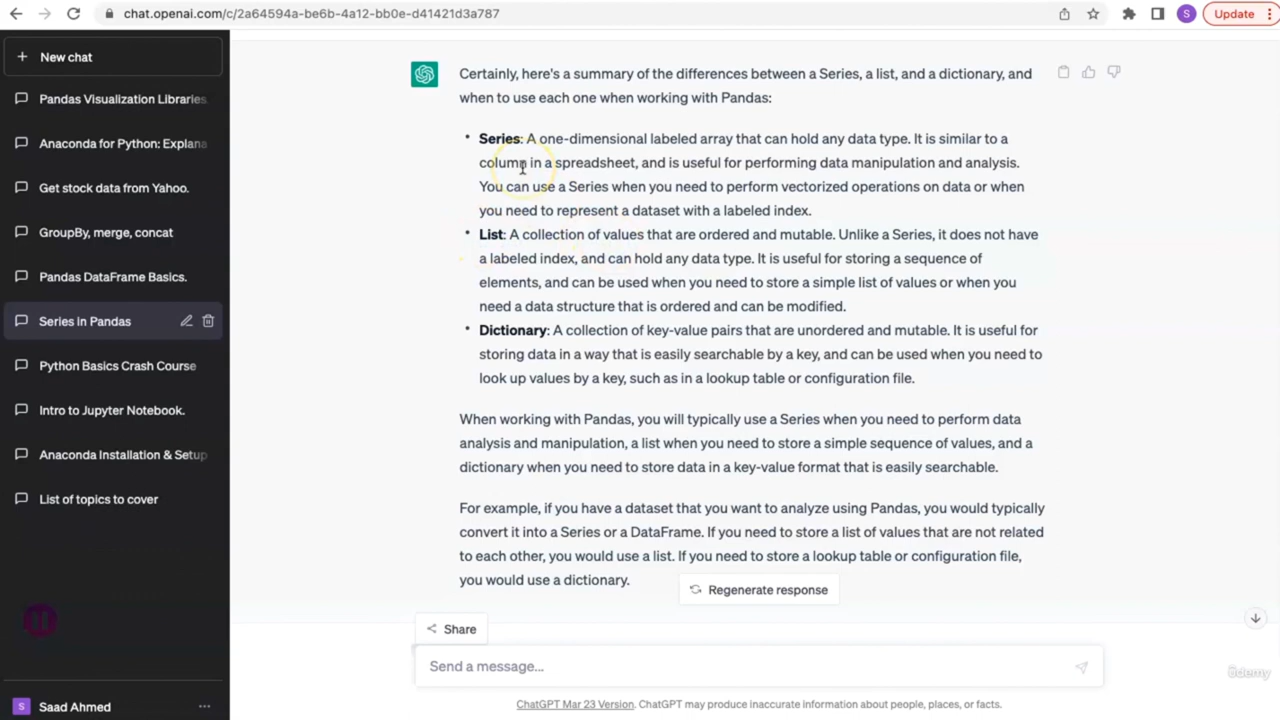 chat.openai.com/c/2a64594a-be6b-4a12-bb0e-d41421d3a787
S
Update
New chat
Pandas Visualization Libraries
Anaconda for Python: Explana
Get stock data from Yahoo.
GroupBy, merge, concat
Pandas DataFrame Basics.
Series in Pandas
Python Basics Crash Course
Intro to Jupyter Notebook.
Anaconda Installation & Setup
List of topics to cover
S
Saad Ahmed
Certainly, here's a summary of the differences between a Series, a list, and a dictionary, and
when to use each one when working with Pandas:
• Series: A one-dimensional labeled array that can hold any data type. It is similar to a
column in a spreadsheet, and is useful for performing data manipulation and analysis.
You can use a Series when you need to perform vectorized operations on data or when
you need to represent a dataset with a labeled index.
• List: A collection of values that are ordered and mutable. Unlike a Series, it does not have
a labeled index, and can hold any data type. It is useful for storing a sequence of
elements, and can be used when you need to store a simple list of values or when you
need a data structure that is ordered and can be modified.
• Dictionary: A collection of key-value pairs that are unordered and mutable. It is useful for
storing data in a way that is easily searchable by a key, and can be used when you need to
look up values by a key, such as in a lookup table or configuration file.
When working with Pandas, you will typically use a Series when you need to perform data
analysis and manipulation, a list when you need to store a simple sequence of values, and a
dictionary when you need to store data in a key-value format that is easily searchable.
For example, if you have a dataset that you want to analyze using Pandas, you would typically
convert it into a Series or a DataFrame. If you need to store a list of values that are not related
to each other, you would use a list. If you need to store a lookup table or configuration file,
you would use a dictionary.
Regenerate response
Share
Send a message...
ChatGPT Mar 23 Version. ChatGPT may produce inaccurate information about people, places, or facts.
ûdemy